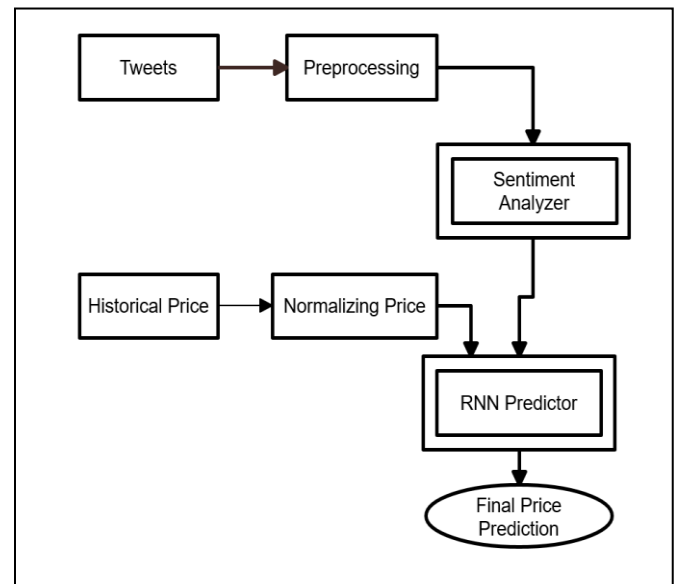 Tweets
Preprocessing
Sentiment
Analyzer
Historical Price
Normalizing Price
RNN Predictor
Final Price
Prediction